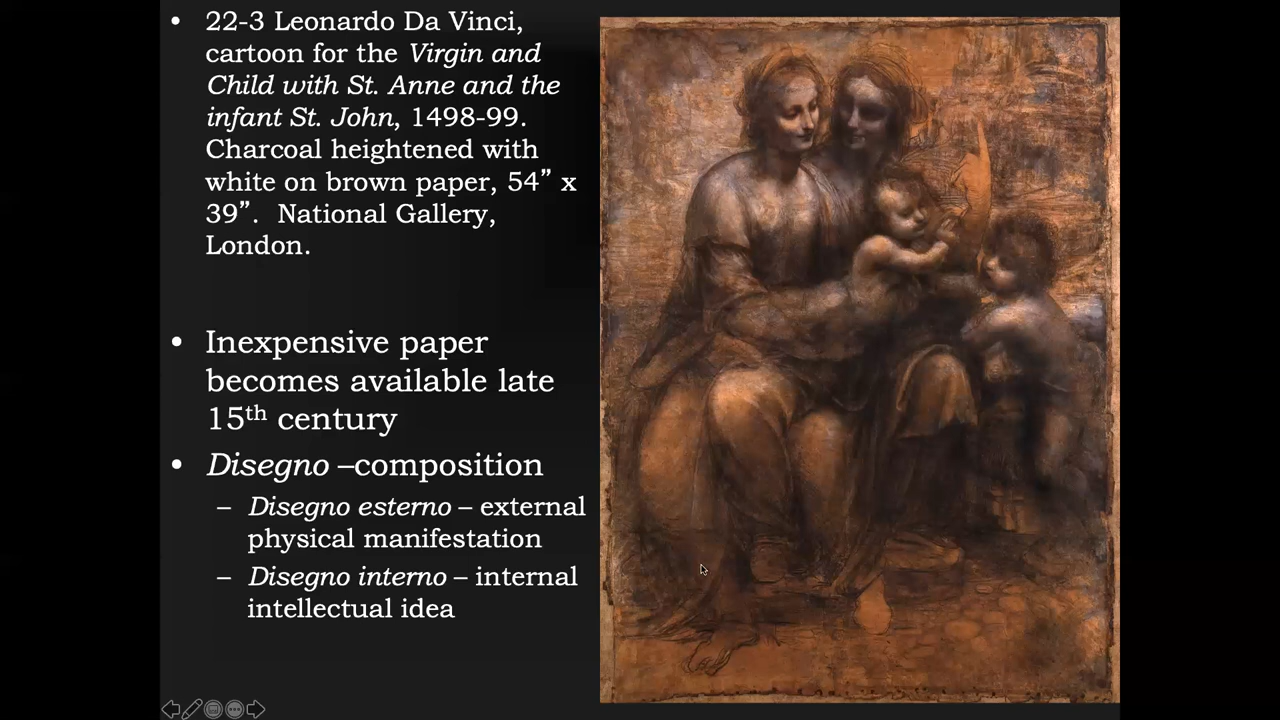 • 22-3 Leonardo Da Vinci,
cartoon for the Virgin and
Child with St. Anne and the
infant St. John, 1498-99.
Charcoal heightened with
white on brown paper, 54” x
39”. National Gallery,
London.
• Inexpensive paper
becomes available late
15th century
• Disegno –composition
– Disegno esterno – external
physical manifestation
– Disegno interno – internal
intellectual idea